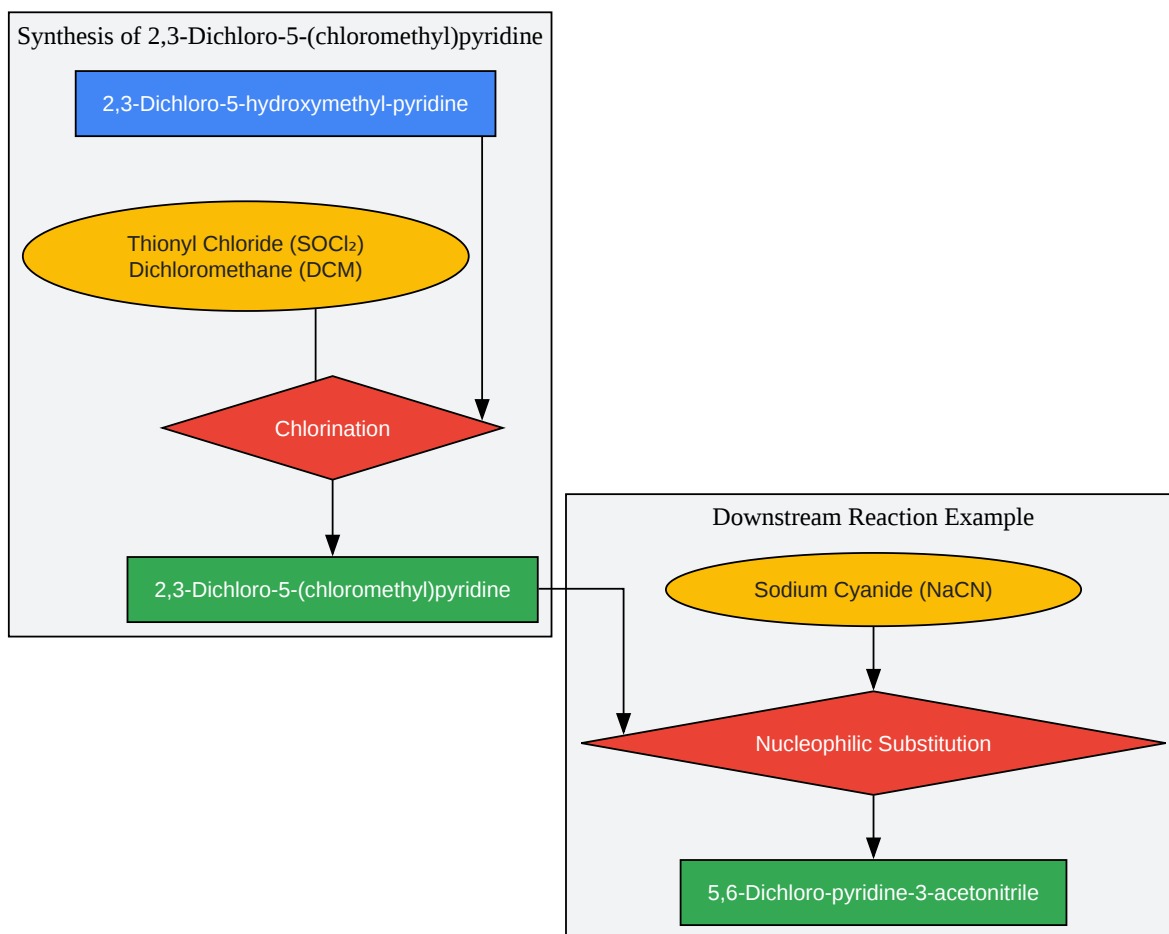 Synthesis of 2,3-Dichloro-5-(chloromethyl)pyridine
2,3-Dichloro-5-hydroxymethyl-pyridine
Thionyl Chloride (SOCl₂)
Dichloromethane (DCM)
Chlorination
2,3-Dichloro-5-(chloromethyl)pyridine
Downstream Reaction Example
Sodium Cyanide (NaCN)
Nucleophilic Substitution
5,6-Dichloro-pyridine-3-acetonitrile